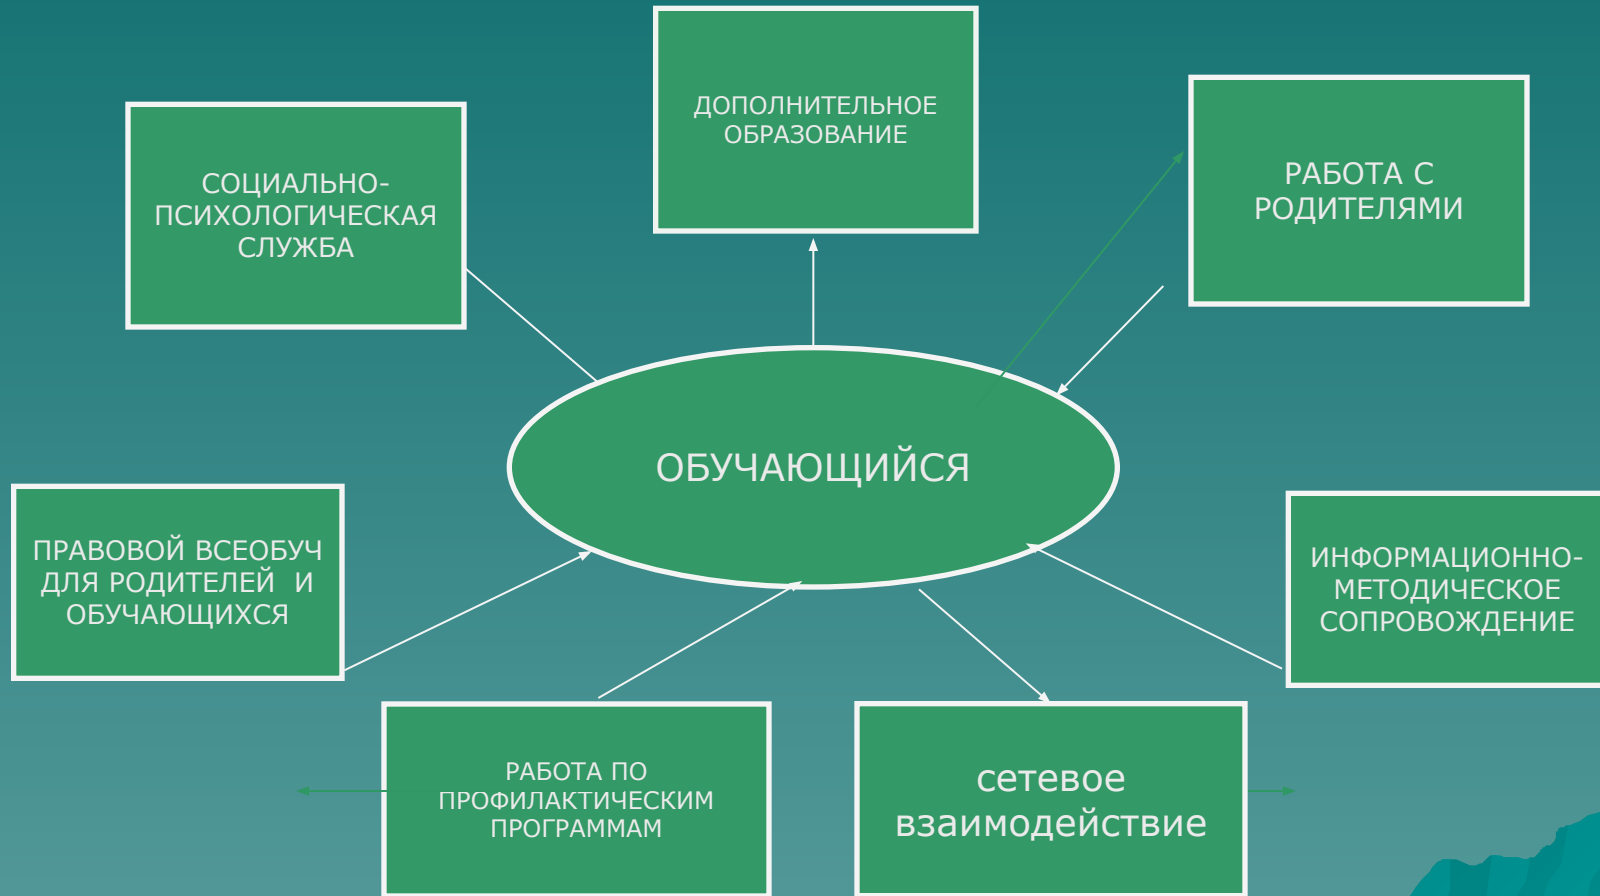 ДОПОЛНИТЕЛЬНОЕ
ОБРАЗОВАНИЕ
СОЦИАЛЬНО-
ПСИХОЛОГИЧЕСКАЯ
СЛУЖБА
РАБОТА С
РОДИТЕЛЯМИ
ОБУЧАЮЩИЙСЯ
ПРАВОВОЙ ВСЕОБУЧ
ДЛЯ РОДИТЕЛЕЙ И
ОБУЧАЮЩИХСЯ
ИНФОРМАЦИОННО-
МЕТОДИЧЕСКОЕ
СОПРОВОЖДЕНИЕ
РАБОТА ПО
ПРОФИЛАКТИЧЕСКИМ
ПРОГРАММАМ
сетевое
взаимодействие